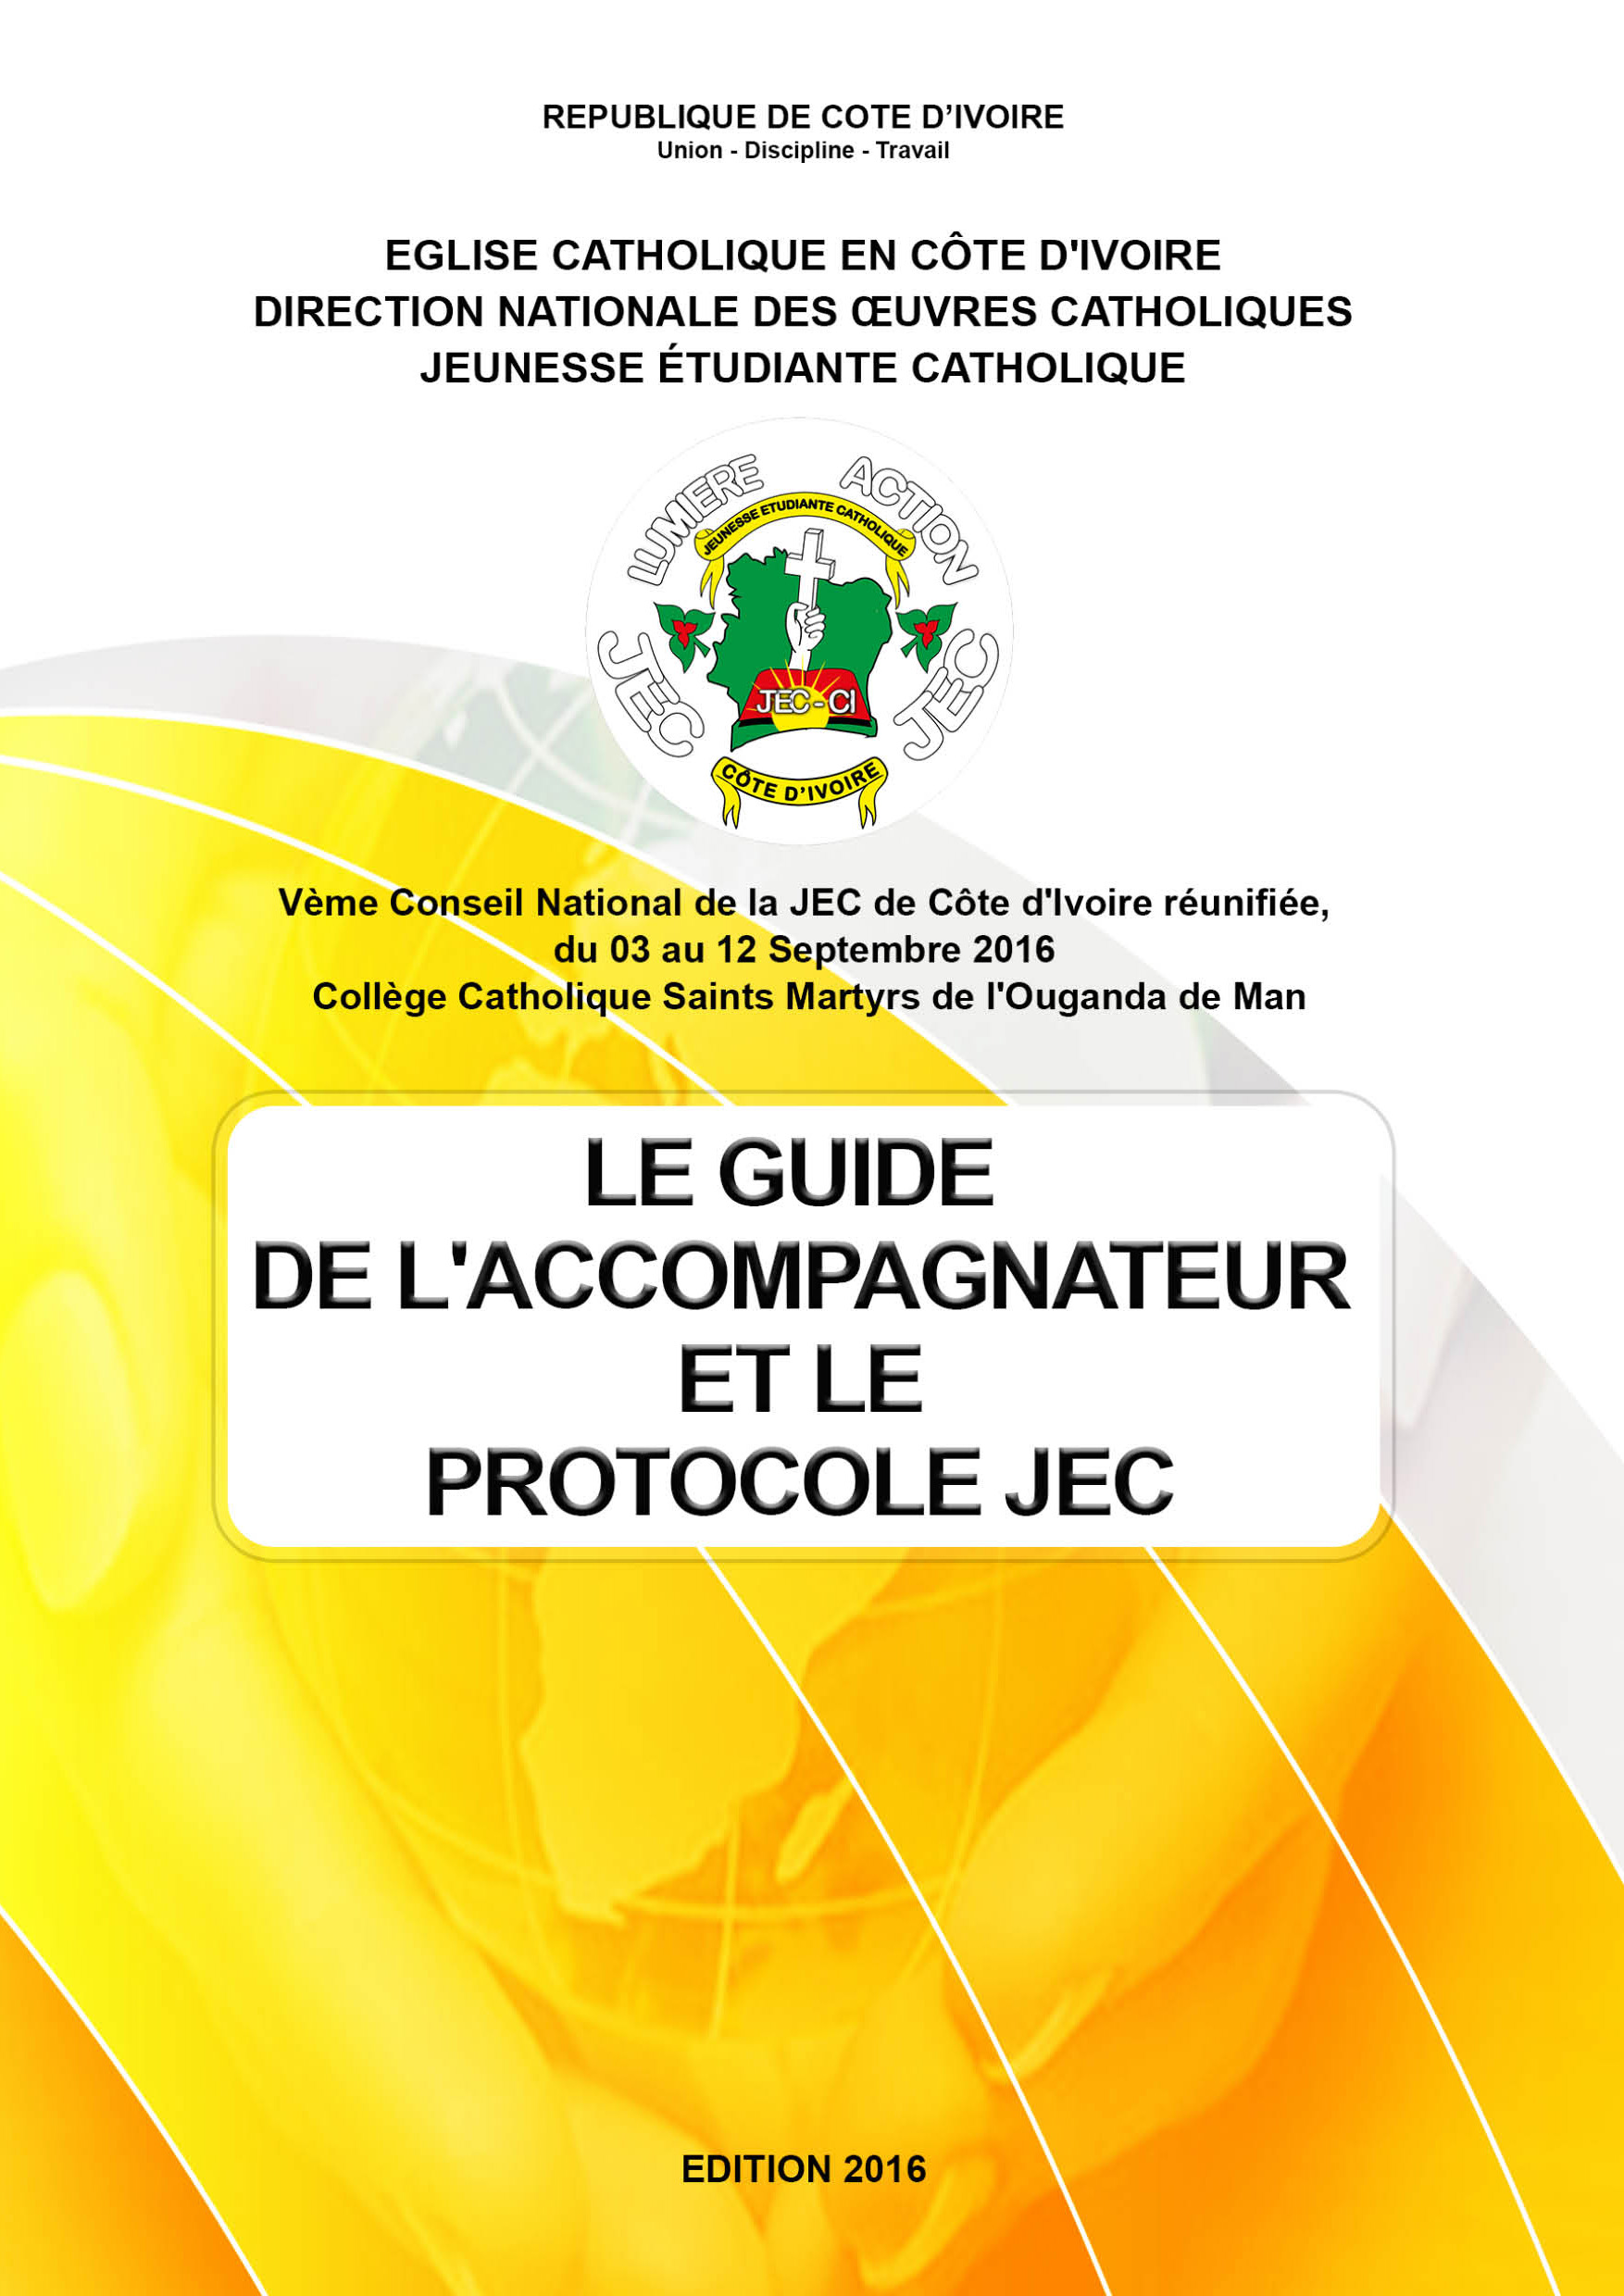 REPUBLIQUE DE COTE D’IVOIRE
Union - Discipline - Travail
EGLISE CATHOLIQUE EN CÔTE D'IVOIRE
DIRECTION NATIONALE DES ŒUVRES CATHOLIQUES
JEUNESSE ÉTUDIANTE CATHOLIQUE
LUMIERE ACTION
JEUNESSE ETUDIANTE CATHOLIQUE
JEC JEC
JEC - CI
CÔTE D’IVOIRE
Vème Conseil National de la JEC de Côte d'Ivoire réunifiée,
du 03 au 12 Septembre 2016
Collège Catholique Saints Martyrs de l'Ouganda de Man
LE GUIDE
DE L'ACCOMPAGNATEUR
ET LE
PROTOCOLE JEC
EDITION 2016